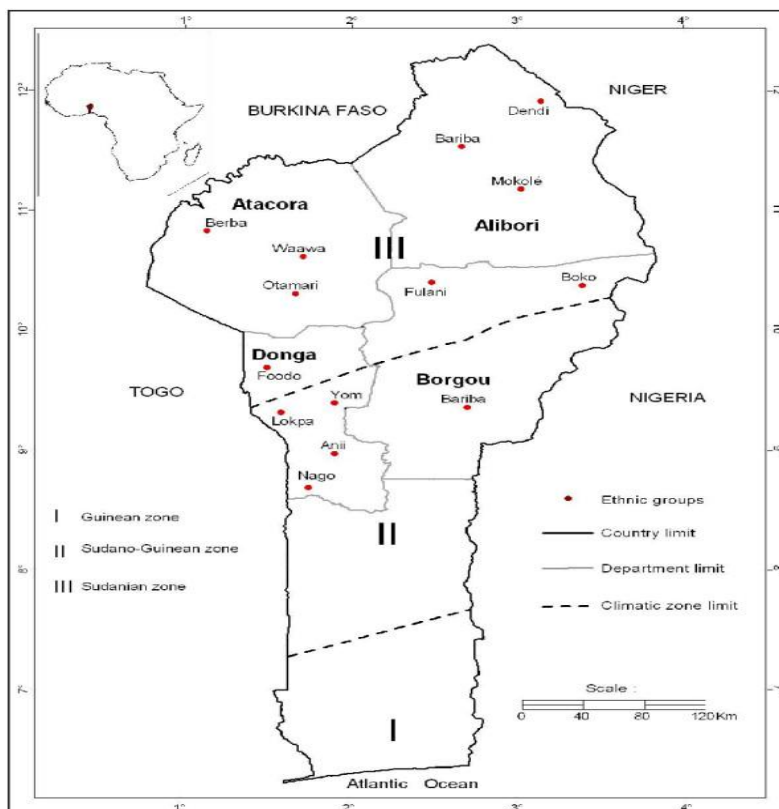 1° 2° 3° 4°
12°
BURKINA FASO
NIGER
Dendi
Bariba
Mokolé
11°
Atacora
Berba
Alibori
III
Waawa
Otamari
Fulani
Boko
10°
Donga
Foodo
Borgou
Bariba
TOGO
Yom
NIGERIA
Lokpa
9°
Anii
Nago
I Guinean zone
II Sudano-Guinean zone
III Sudanian zone
II
Ethnic groups
Country limit
Department limit
Climatic zone limit
8°
7°
Scale :
0 40 80 120 Km
I
Atlantic Ocean
1° 2° 3° 4°